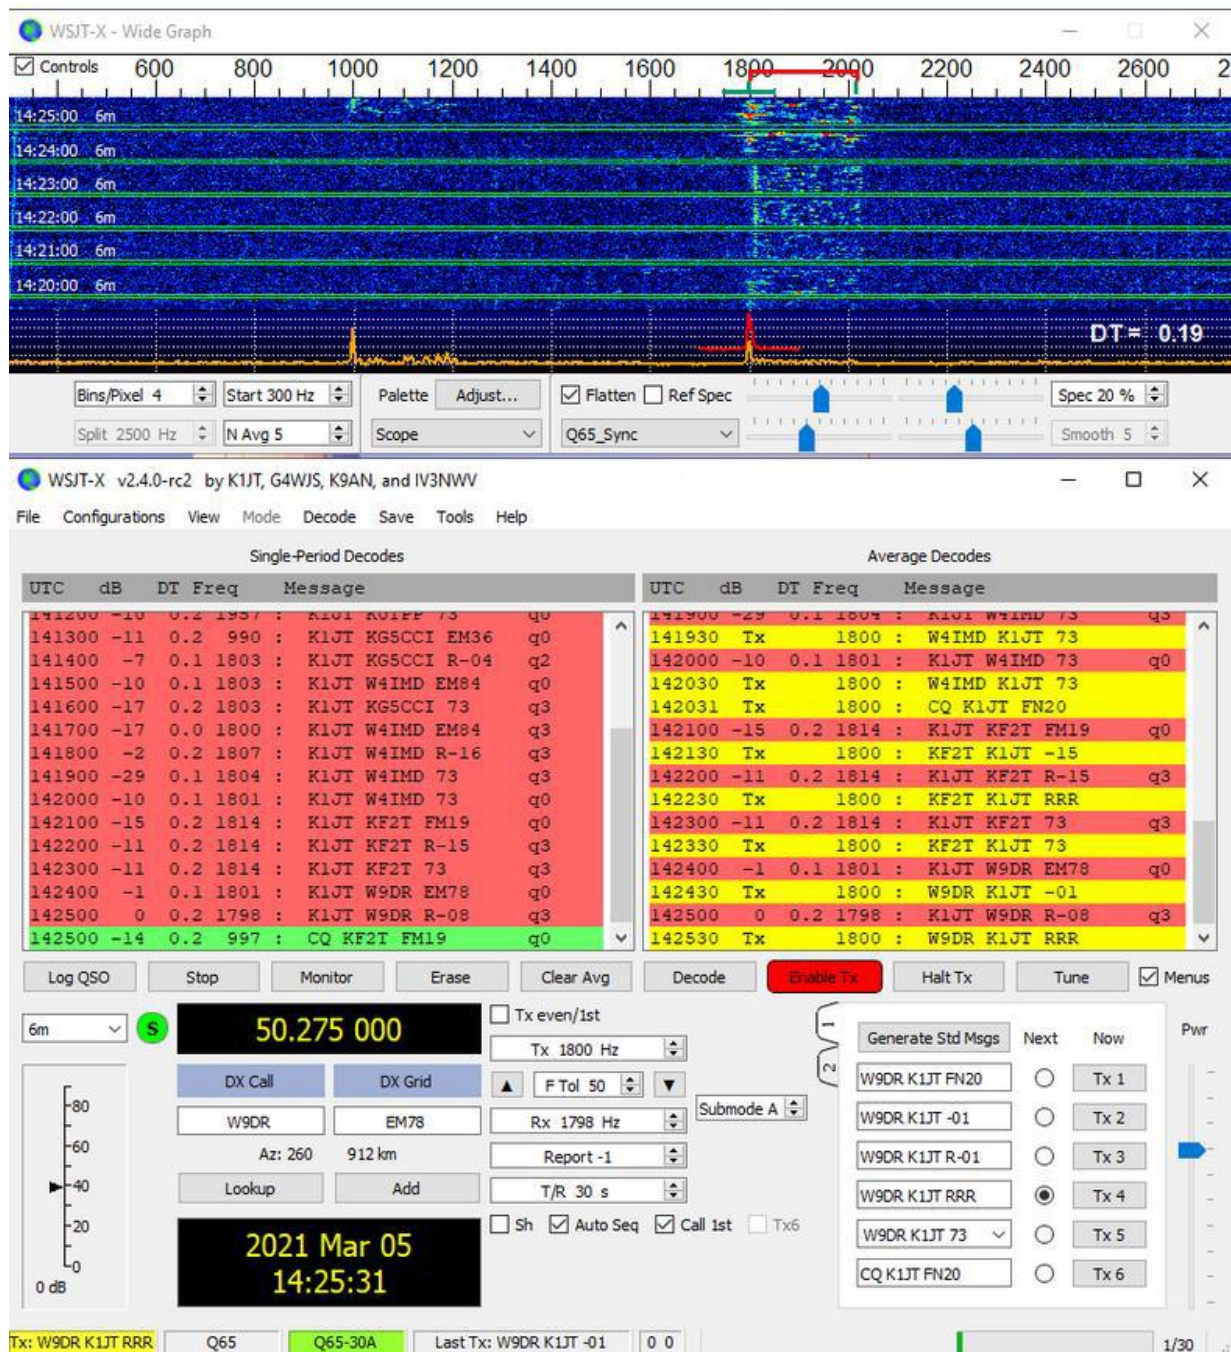 WSJT-X - Wide Graph
Controls 600 800 1000 1200 1400 1600 1800 2000 2200 2400 2600 2
14:25:00 6m
14:24:00 6m
14:23:00 6m
14:22:00 6m
14:21:00 6m
14:20:00 6m
DT = 0.19
Bins/Pixel 4 Start 300 Hz Palette Adjust... Flatten Ref Spec Spec 20 %
Split 2500 Hz N Avg 5 Scope Q65_Sync Smooth 5
WSJT-X v2.4.0-rc2 by K1JT, G4WJS, K9AN, and IV3NWV
File Configurations View Mode Decode Save Tools Help
Single-Period Decodes
UTC dB DT Freq Message
141200 -10 0.2 1957 : K1JT K0TPP 73 q0
141300 -11 0.2 990 : K1JT KG5CCI EM36 q0
141400 -7 0.1 1803 : K1JT KG5CCI R-04 q2
141500 -10 0.1 1803 : K1JT W4IMD EM84 q0
141600 -17 0.2 1803 : K1JT KG5CCI 73 q3
141700 -17 0.0 1800 : K1JT W4IMD EM84 q3
141800 -2 0.2 1807 : K1JT W4IMD R-16 q3
141900 -29 0.1 1804 : K1JT W4IMD 73 q3
142000 -10 0.1 1801 : K1JT W4IMD 73 q0
142100 -15 0.2 1814 : K1JT KF2T FM19 q0
142200 -11 0.2 1814 : K1JT KF2T R-15 q3
142300 -11 0.2 1814 : K1JT KF2T 73 q3
142400 -1 0.1 1801 : K1JT W9DR EM78 q0
142500 0 0.2 1798 : K1JT W9DR R-08 q3
142500 -14 0.2 997 : CQ KF2T FM19 q0
Average Decodes
UTC dB DT Freq Message
141900 -29 0.1 1804 : K1JT W4IMD 73 q3
141930 Tx 1800 : W4IMD K1JT 73
142000 -10 0.1 1801 : K1JT W4IMD 73 q0
142030 Tx 1800 : W4IMD K1JT 73
142031 Tx 1800 : CQ K1JT FN20
142100 -15 0.2 1814 : K1JT KF2T FM19 q0
142130 Tx 1800 : KF2T K1JT -15
142200 -11 0.2 1814 : K1JT KF2T R-15 q3
142230 Tx 1800 : KF2T K1JT RRR
142300 -11 0.2 1814 : K1JT KF2T 73 q3
142330 Tx 1800 : KF2T K1JT 73
142400 -1 0.1 1801 : K1JT W9DR EM78 q0
142430 Tx 1800 : W9DR K1JT -01
142500 0 0.2 1798 : K1JT W9DR R-08 q3
142530 Tx 1800 : W9DR K1JT RRR
Log QSO Stop Monitor Erase Clear Avg Decode Enable Tx Halt Tx Tune Menus
6m S 50.275 000
DX Call DX Grid
W9DR EM78
Az: 260 912 km
Lookup Add
2021 Mar 05
14:25:31
80
60
40
20
0
0 dB
Tx even/1st
Tx 1800 Hz
F Tol 50
Submode A
Rx 1798 Hz
Report -1
T/R 30 s
Sh Auto Seq Call 1st Tx6
1
2
Generate Std Msgs Next Now Pwr
W9DR K1JT FN20 Tx 1
W9DR K1JT -01 Tx 2
W9DR K1JT R-01 Tx 3
W9DR K1JT RRR Tx 4
W9DR K1JT 73 Tx 5
CQ K1JT FN20 Tx 6
Tx: W9DR K1JT RRR Q65 Q65-30A Last Tx: W9DR K1JT -01 0 0 1/30